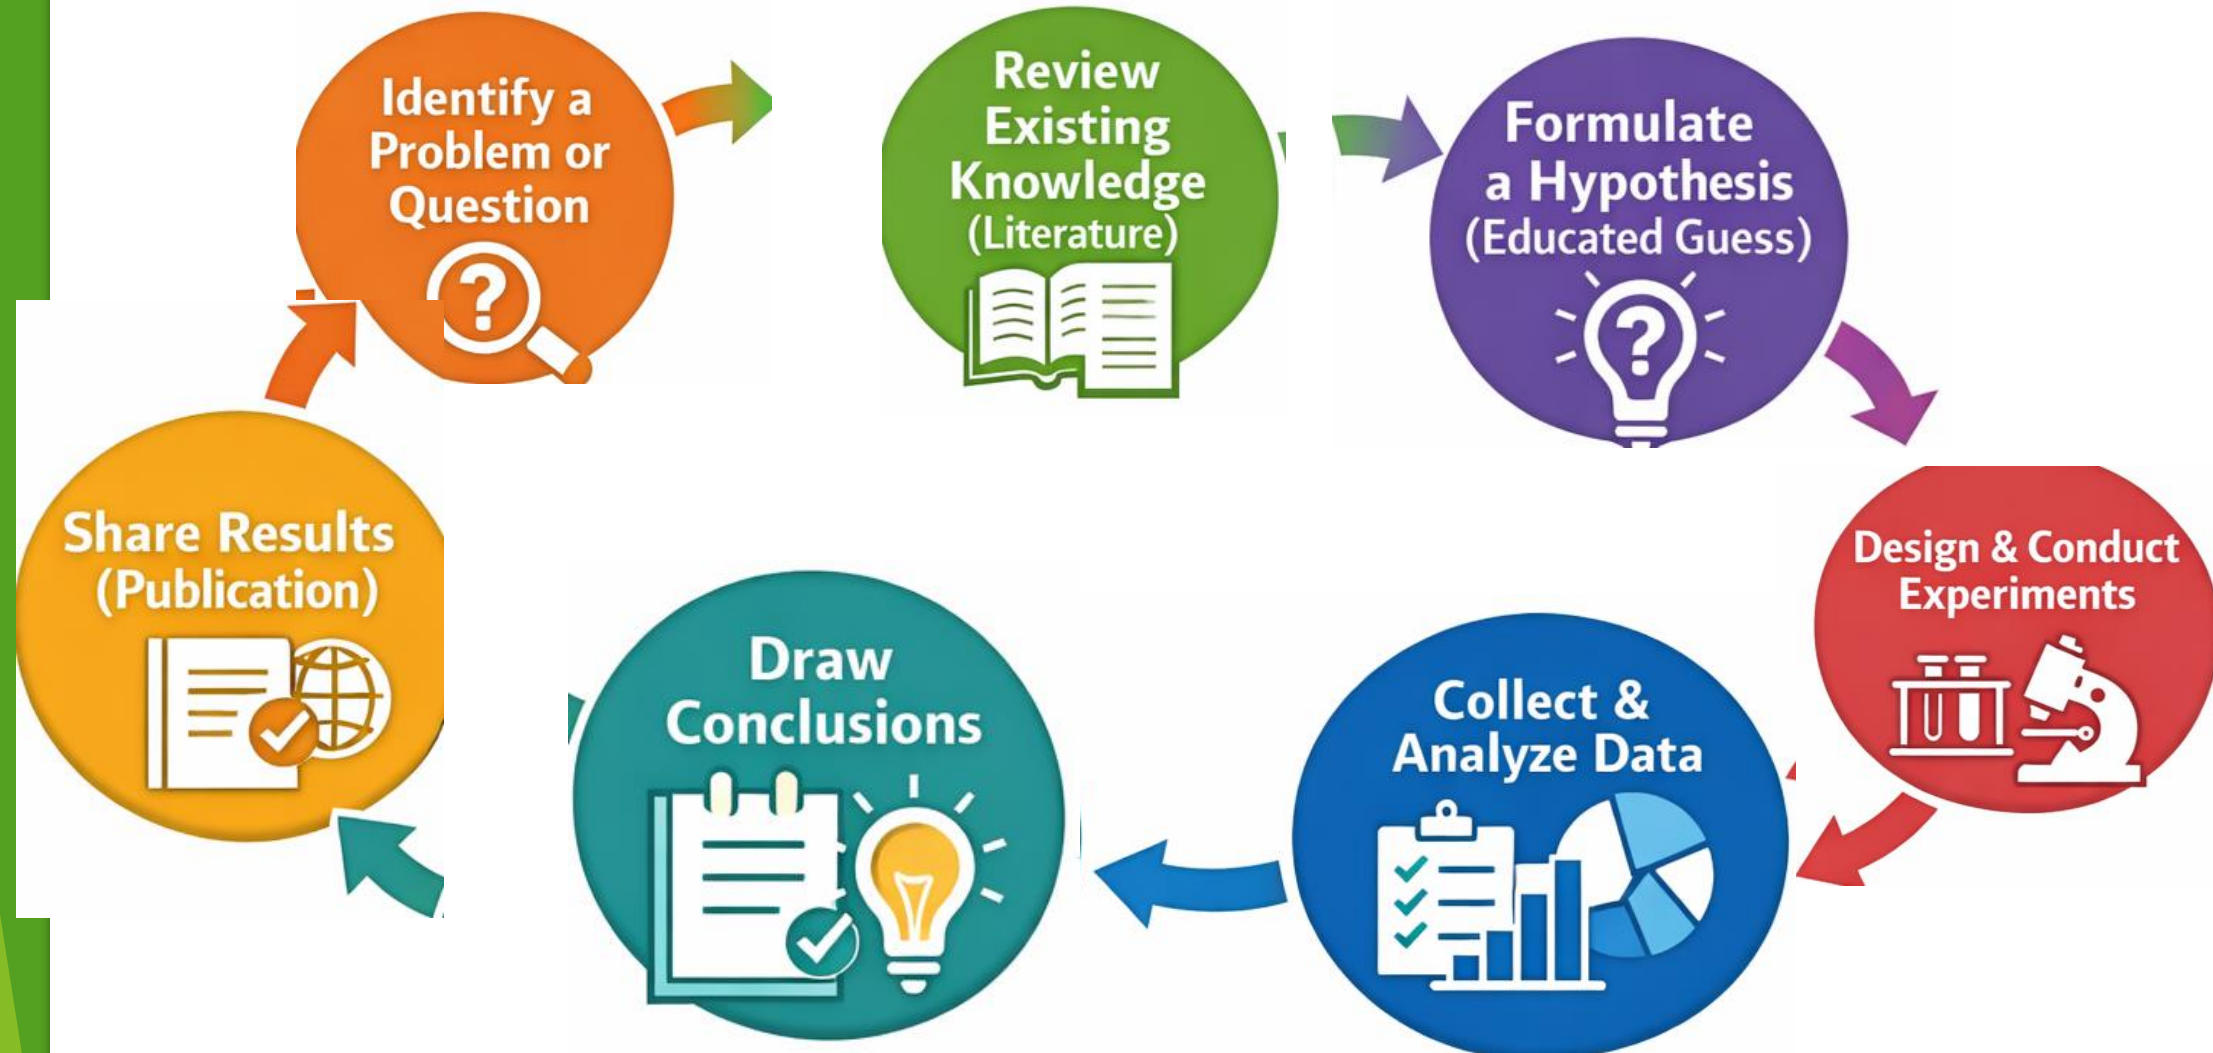 Identify a
Problem or
Question
?
Review
Existing
Knowledge
(Literature)
Formulate
a Hypothesis
(Educated Guess)
?
Design & Conduct
Experiments
Collect &
Analyze Data
Draw
Conclusions
Share Results
(Publication)